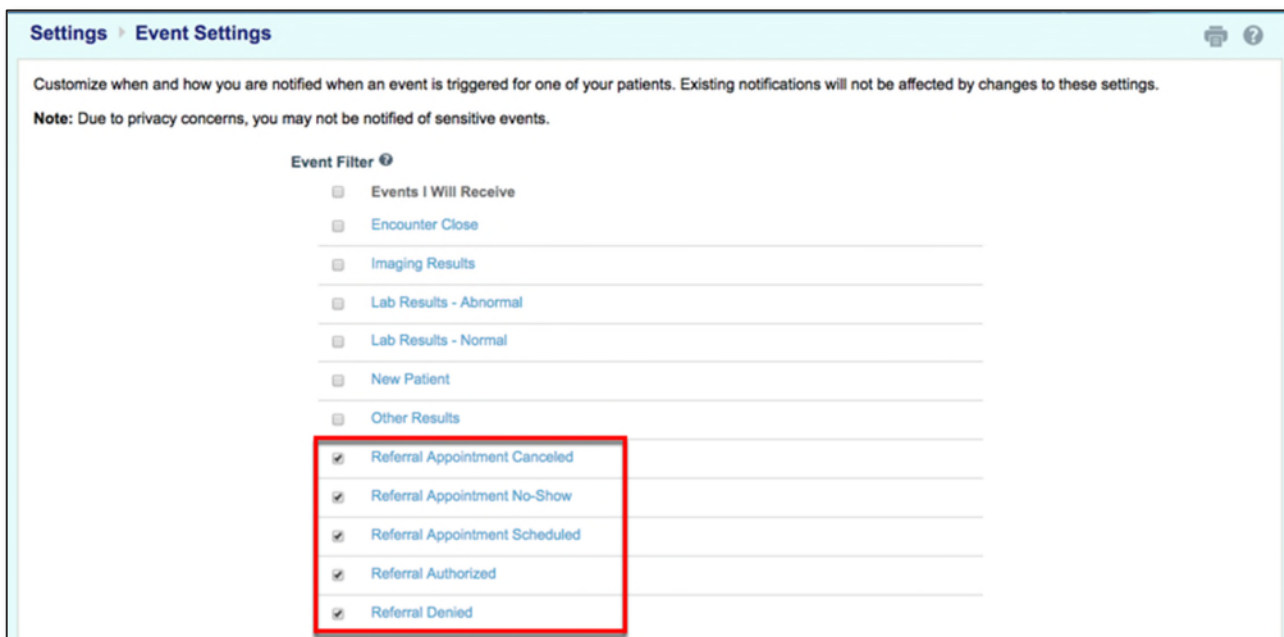 Settings Event Settings
Customize when and how you are notified when an event is triggered for one of your patients. Existing notifications will not be affected by changes to these settings.
Note: Due to privacy concerns, you may not be notified of sensitive events.
Event Filter ?
Events I Will Receive
Encounter Close
Imaging Results
Lab Results - Abnormal
Lab Results - Normal
New Patient
Other Results
Referral Appointment Canceled
Referral Appointment No-Show
Referral Appointment Scheduled
Referral Authorized
Referral Denied